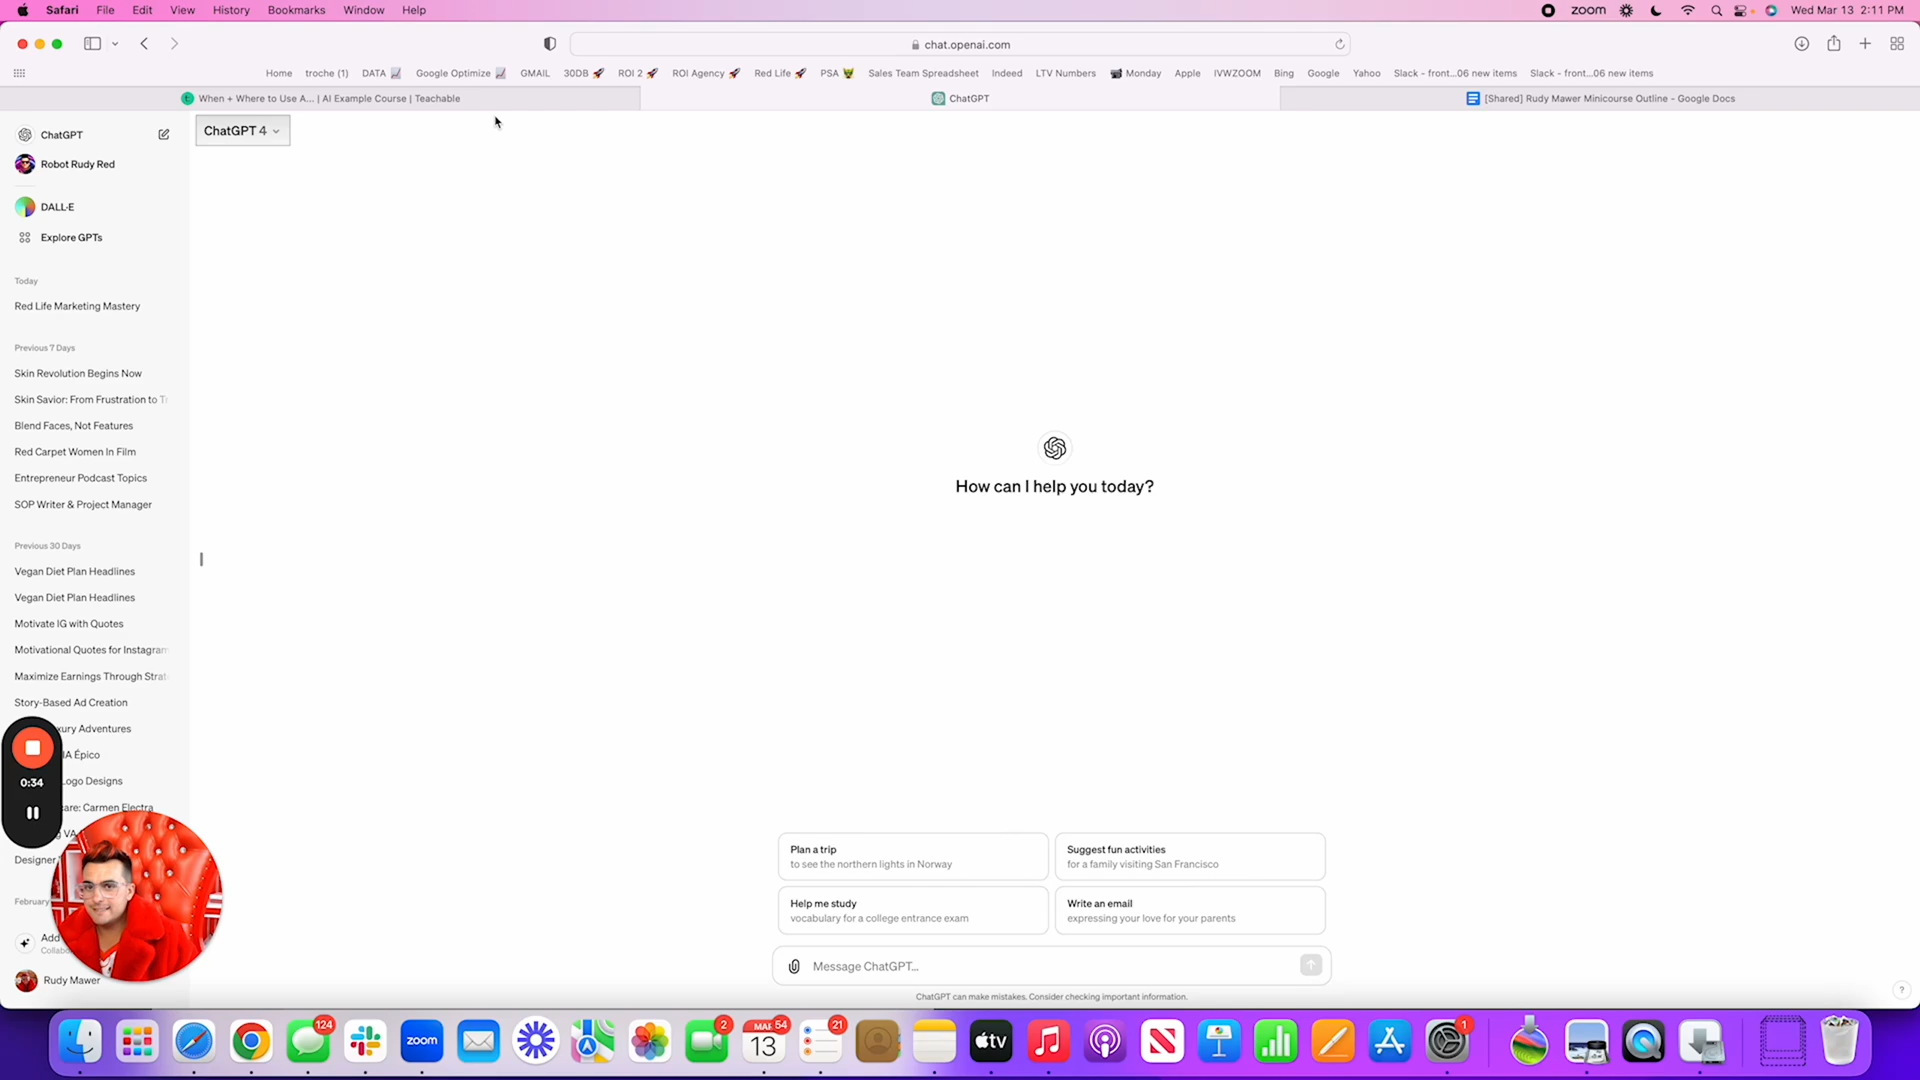 Safari File Edit View History Bookmarks Window Help zoom Wed Mar 13 2:11 PM
chat.openai.com
Home troche (1) DATA Google Optimize GMAIL 30DB ROI 2 ROI Agency Red Life PSA Sales Team Spreadsheet Indeed LTV Numbers Monday Apple IVWZOOM Bing Google Yahoo Slack - front...06 new items Slack - front...06 new items
When + Where to Use A... | AI Example Course | Teachable ChatGPT [Shared] Rudy Mawer Minicourse Outline - Google Docs
ChatGPT
ChatGPT 4
Robot Rudy Red
DALL·E
Explore GPTs
Today
Red Life Marketing Mastery
Previous 7 Days
Skin Revolution Begins Now
Skin Savior: From Frustration to Tr
Blend Faces, Not Features
Red Carpet Women In Film
Entrepreneur Podcast Topics
SOP Writer & Project Manager
Previous 30 Days
Vegan Diet Plan Headlines
Vegan Diet Plan Headlines
Motivate IG with Quotes
Motivational Quotes for Instagram
Maximize Earnings Through Strat
Story-Based Ad Creation
xury Adventures
IA Épico
ogo Designs
care: Carmen Electra
g VA
Designer
February
Add
Collabo
Rudy Mawer
0:34
How can I help you today?
Plan a trip
to see the northern lights in Norway
Suggest fun activities
for a family visiting San Francisco
Help me study
vocabulary for a college entrance exam
Write an email
expressing your love for your parents
Message ChatGPT...
ChatGPT can make mistakes. Consider checking important information.
?
124 zoom 2 MAR 54 13 21 tv 1